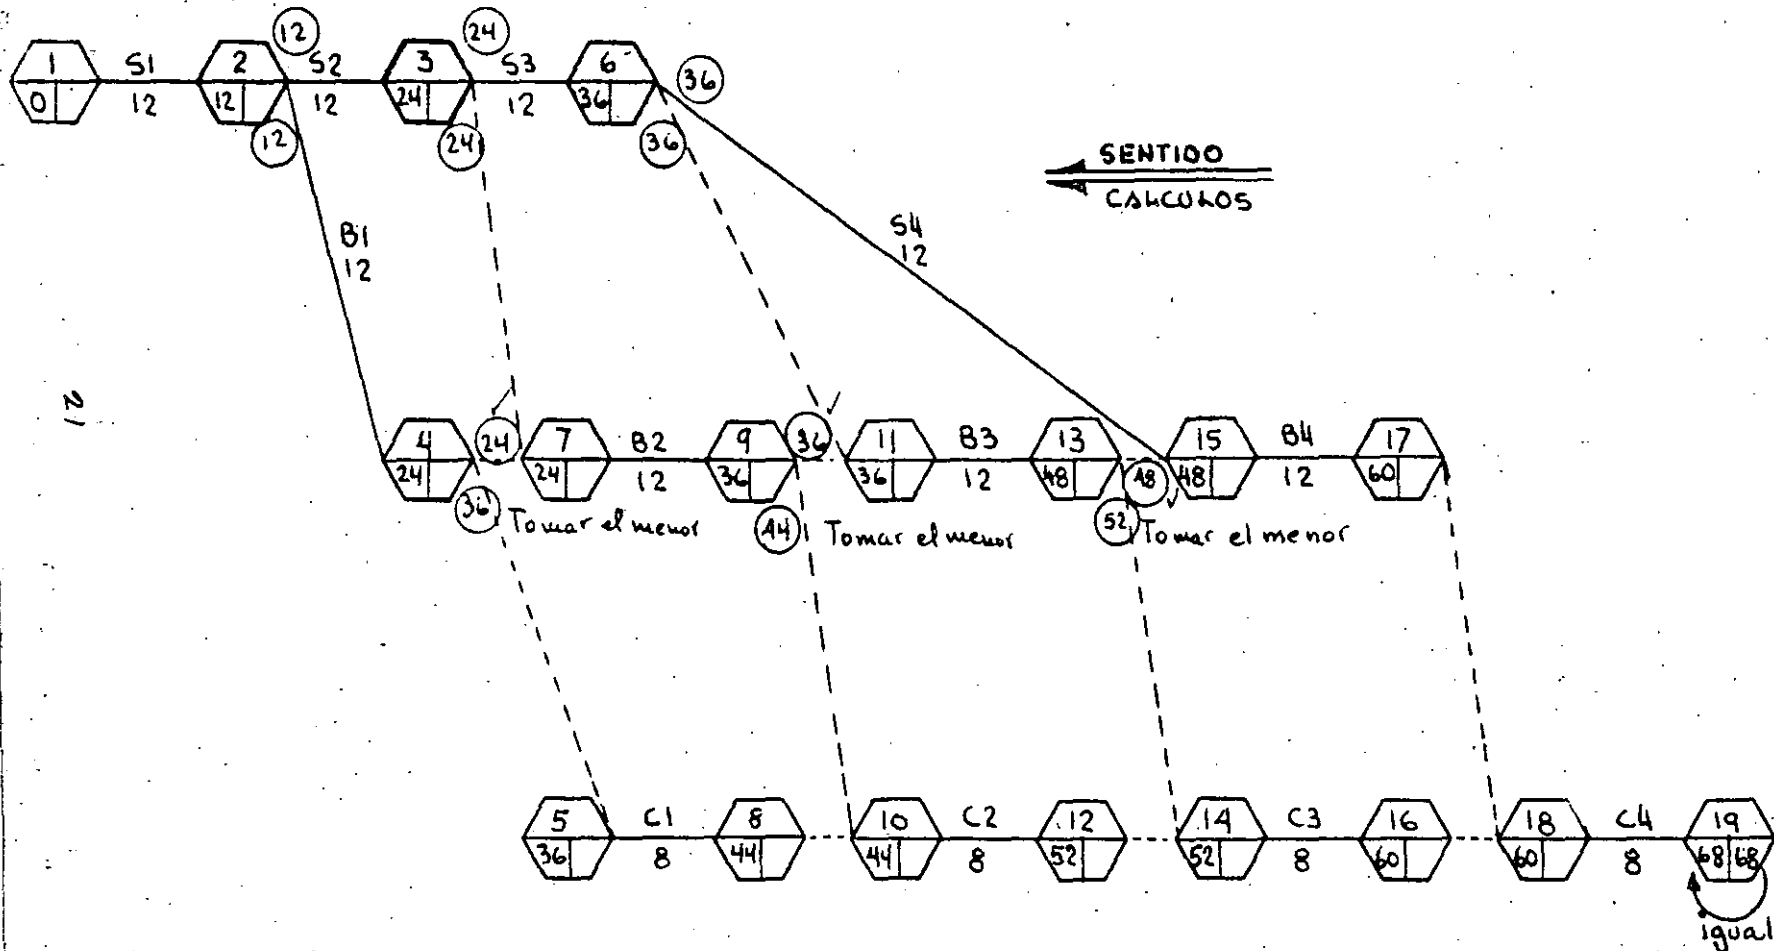 12
24
1 S1 2 S2 3 S3 6
0 12 12 12 24 12 36
36
12
24
36
SENTIDO
CALCULOS
S4
12
B1
12
21
4 24 7 B2 9 36 11 B3 13 15 B4 17
24 24 12 36 36 12 48 48 48 12 60
36 Tomar el menor
44 Tomar el menor
52 Tomar el menor
5 C1 8 10 C2 12 14 C3 16 18 C4 19
36 8 44 44 8 52 52 8 60 60 8 68 68
igual